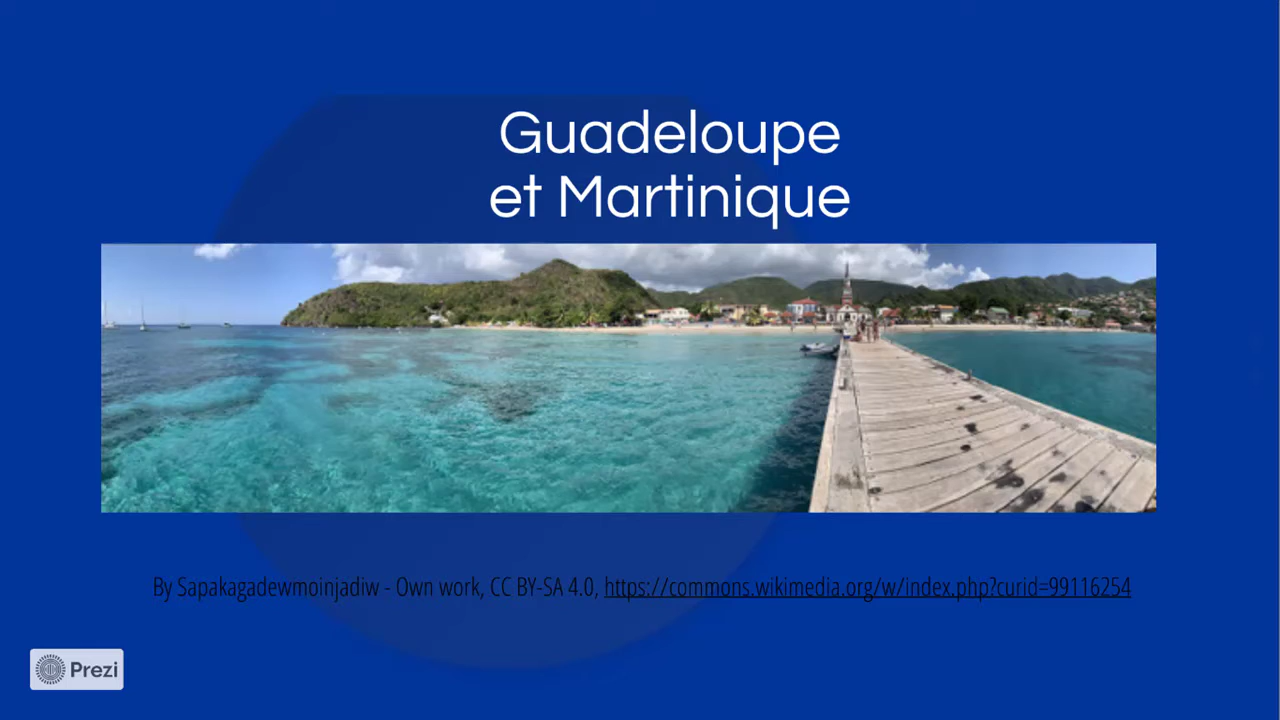 Guadeloupe
et Martinique
By Sapakagadewmoinjadiw - Own work, CC BY-SA 4.0, https://commons.wikimedia.org/w/index.php?curid=99116254
Prezi